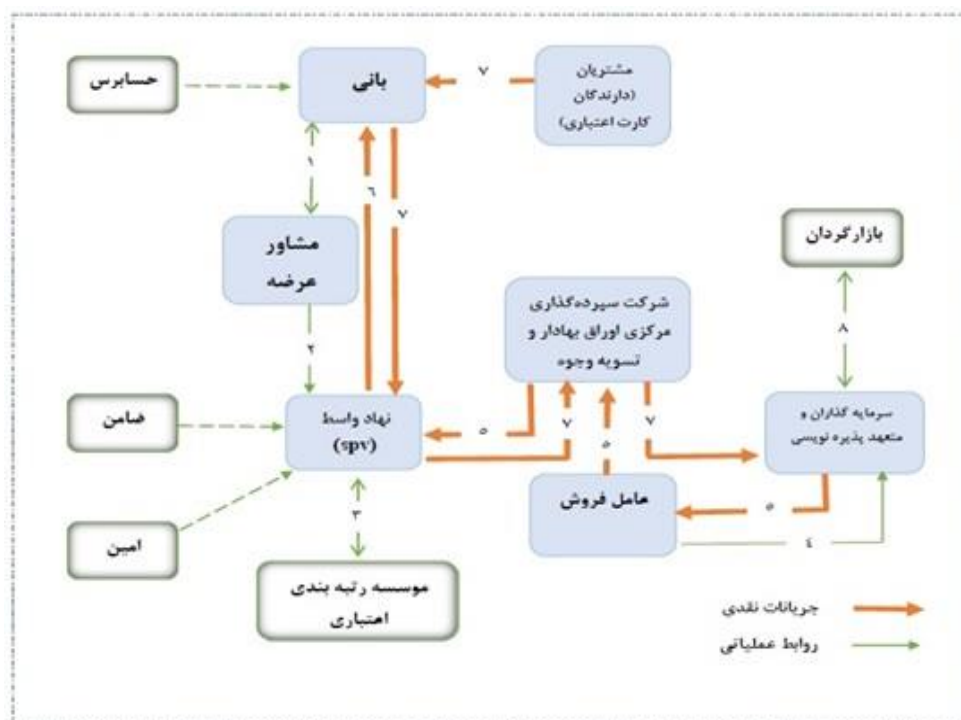 حسابرس
بانی
۷
مشتریان
(دارندگان
کارت اعتباری)
۱
۶
۷
مشاور
عرضه
۲
بازارگردان
۸
شرکت سپرده‌گذاری
مرکزی اوراق بهادار و
تسویه وجوه
ضامن
نهاد واسط
(spv)
۵
۷
۵
۷
سرمایه گذاران و
متعهد پذیره نویسی
عامل فروش
۵
۴
امین
۳
موسسه رتبه بندی
اعتباری
جریانات نقدی
روابط عملیاتی